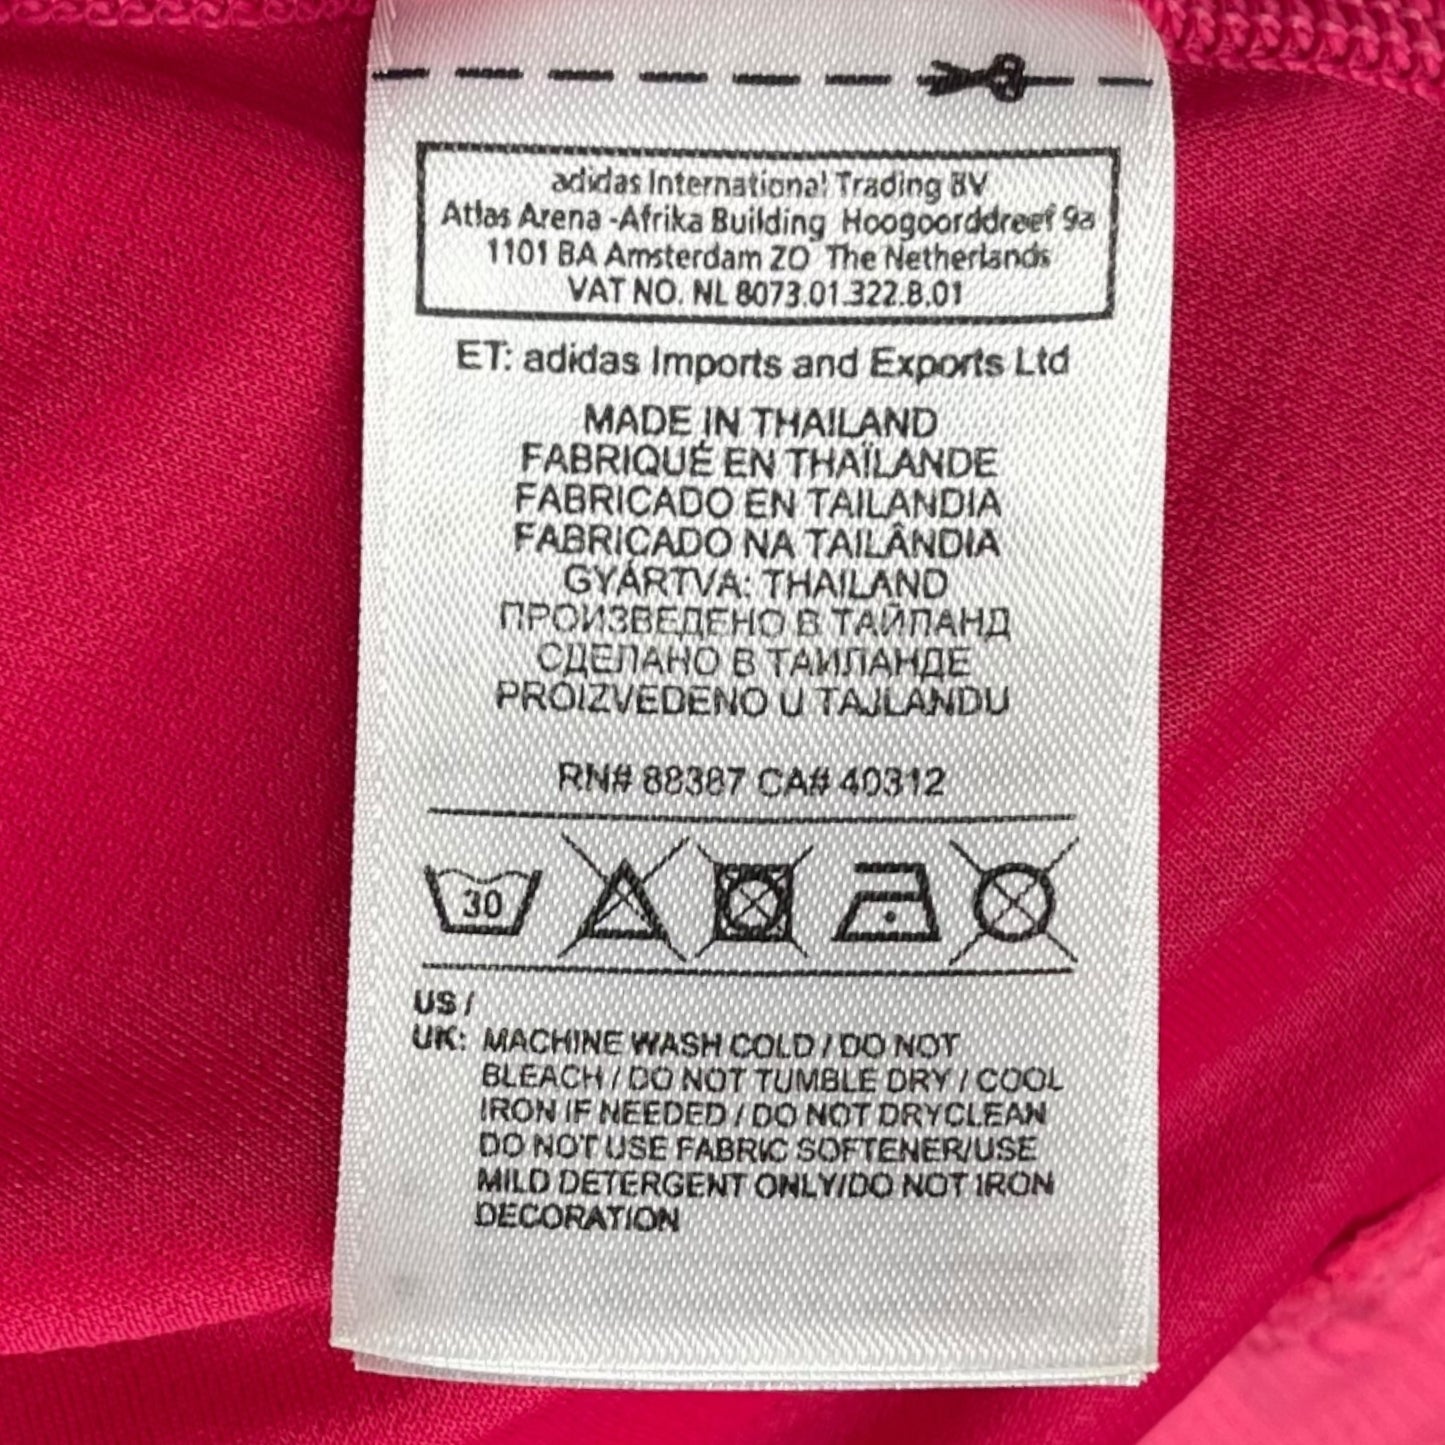 adidas International Trading BV
Atlas Arena -Afrika Building Hoogoorddreef 9a
1101 BA Amsterdam ZO The Netherlands
VAT NO. NL 8073.01.322.B.01
ET: adidas Imports and Exports Ltd
MADE IN THAILAND
FABRIQUÉ EN THAÏLANDE
FABRICADO EN TAILANDIA
FABRICADO NA TAILÂNDIA
GYÁRTVA: THAILAND
ПРОИЗВЕДЕНО В ТАЙЛАНД
СДЕЛАНО В ТАИЛАНДЕ
PROIZVEDENO U TAJLANDU
RN# 88387 CA# 40312
30
US /
UK: MACHINE WASH COLD / DO NOT
BLEACH / DO NOT TUMBLE DRY / COOL
IRON IF NEEDED / DO NOT DRYCLEAN
DO NOT USE FABRIC SOFTENER/USE
MILD DETERGENT ONLY/DO NOT IRON
DECORATION